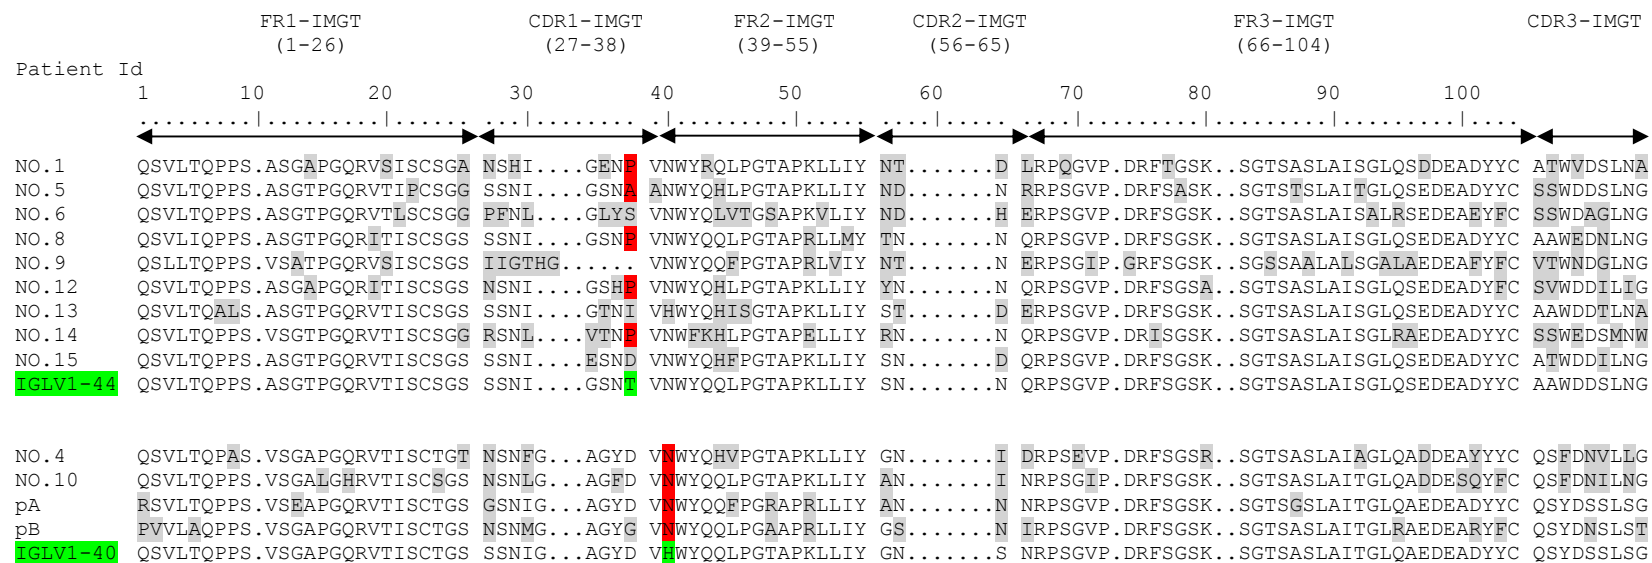 FR1-IMGT CDR1-IMGT FR2-IMGT CDR2-IMGT FR3-IMGT CDR3-IMGT
(1-26) (27-38) (39-55) (56-65) (66-104)
Patient Id
1 10 20 30 40 50 60 70 80 90 100
NO.1 QSVLTQPPS.ASGAPGQRVSISCSGA NSHI....GENP VNWYRQLPGTAPKLLIY NT.......D LRPQGVP.DRFTGSK..SGTSASLAISGLQSDDEADYYC ATWVDSLNA
NO.5 QSVLTQPPS.ASGTPGQRVTIPCSGG SSNI....GSNA ANWYQHLPGTAPKLLIY ND.......N RRPSGVP.DRFSASK..SGTSTSLAITGLQSEDEADYYC SSWDDSLNG
NO.6 QSVLTQPPS.ASGTPGQRVTLSCSGG PFNL....GLYS VNWYQLVTGSAPKVLIY ND.......H ERPSGVP.DRFSGSK..SGTSASLAISALRSEDEAEYFC SSWDAGLNG
NO.8 QSVLIQPPS.ASGTPGQRITISCSGS SSNI....GSNP VNWYQQLPGTAPRLLMY TN.......N QRPSGVP.DRFSGSK..SGTSASLAISGLQSEDEADYYC AAWEDNLNG
NO.9 QSLLTQPPS.VSATPGQRVSISCSGS IIGTHG...... VNWYQQFPGTAPRLVIY NT.......N ERPSGIP.GRFSGSK..SGSSAALALSGALAEDEAFYFC VTWNDGLNG
NO.12 QSVLTQPPS.ASGAPGQRITISCSGS NSNI....GSHP VNWYQHLPGTAPKLLIY YN.......N QRPSGVP.DRFSGSA..SGTSASLAISGLQSEDEADYFC SVWDDILIG
NO.13 QSVLTQALS.ASGTPGQRVTISCSGS SSNI....GTNI VHWYQHISGTAPKLLIY ST.......D ERPSGVP.DRFSGSK..SGTSASLAISGLQSEDEADYYC AAWDDTLNA
NO.14 QSVLTQPPS.ASGTPGQRVTISCSGG RSNL....VTNP VNWFKHLPGTAPELLIY RN.......N QRPSGVP.DRISGSK..SGTSASLAISGLRAEDEADYYC SSWEDSMNW
NO.15 QSVLTQPPS.ASGTPGQRVTISCSGS SSNI....ESND VNWYQHFPGTAPKLLIY SN.......D QRPSGVP.DRFSGSK..SGTSASLAISGLQSEDEADYYC ATWDDILNG
IGLV1-44 QSVLTQPPS.ASGTPGQRVTISCSGS SSNI....GSNT VNWYQQLPGTAPKLLIY SN.......N QRPSGVP.DRFSGSK..SGTSASLAISGLQSEDEADYYC AAWDDSLNG
NO.4 QSVLTQPAS.VSGAPGQRVTISCTGT NSNFG...AGYD VNWYQHVPGTAPKLLIY GN.......I DRPSEVP.DRFSGSR..SGTSASLAIAGLQADDEAYYYC QSFDNVLLG
NO.10 QSVLTQPPS.VSGALGHRVTISCSGS NSNLG...AGFD VNWYQQLPGTAPKLLIY AN.......I NRPSGIP.DRFSGSK..SGTSASLAITGLQADDESQYFC QSFDNILNG
pA RSVLTQPPS.VSEAPGQRVTISCTGS GSNIG...AGYD VNWYQQFPGRAPRLLIY AN.......N NRPSGVP.DRFSGSK..SGTSGSLAITGLQAEDEADYYC QSYDSSLSG
pB PVVLAQPPS.VSGAPGQRVTISCTGS NSNMG...AGYG VNWYQQLPGAAPRLLIY GS.......N IRPSGVP.DRFSGSK..SGTSASLAITGLRAEDEARYFC QSYDNSLST
IGLV1-40 QSVLTQPPS.VSGAPGQRVTISCTGS SSNIG...AGYD VHWYQQLPGTAPKLLIY GN.......S NRPSGVP.DRFSGSK..SGTSASLAITGLQAEDEADYYC QSYDSSLSG